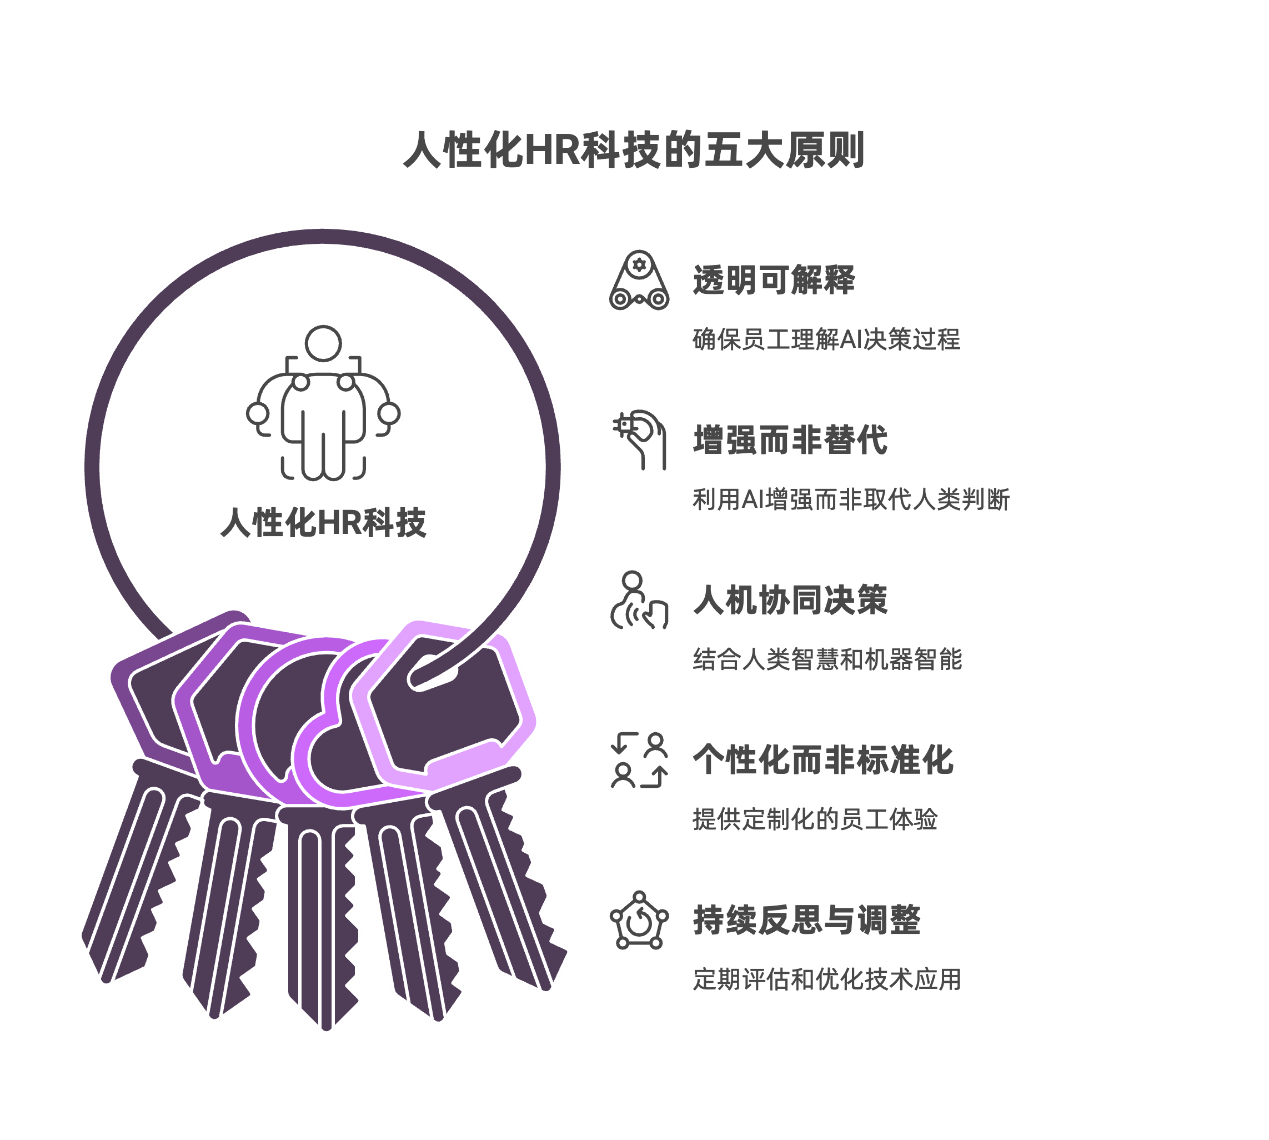 人性化HR科技的五大原则
人性化HR科技
透明可解释
确保员工理解AI决策过程
增强而非替代
利用AI增强而非取代人类判断
人机协同决策
结合人类智慧和机器智能
个性化而非标准化
提供定制化的员工体验
持续反思与调整
定期评估和优化技术应用